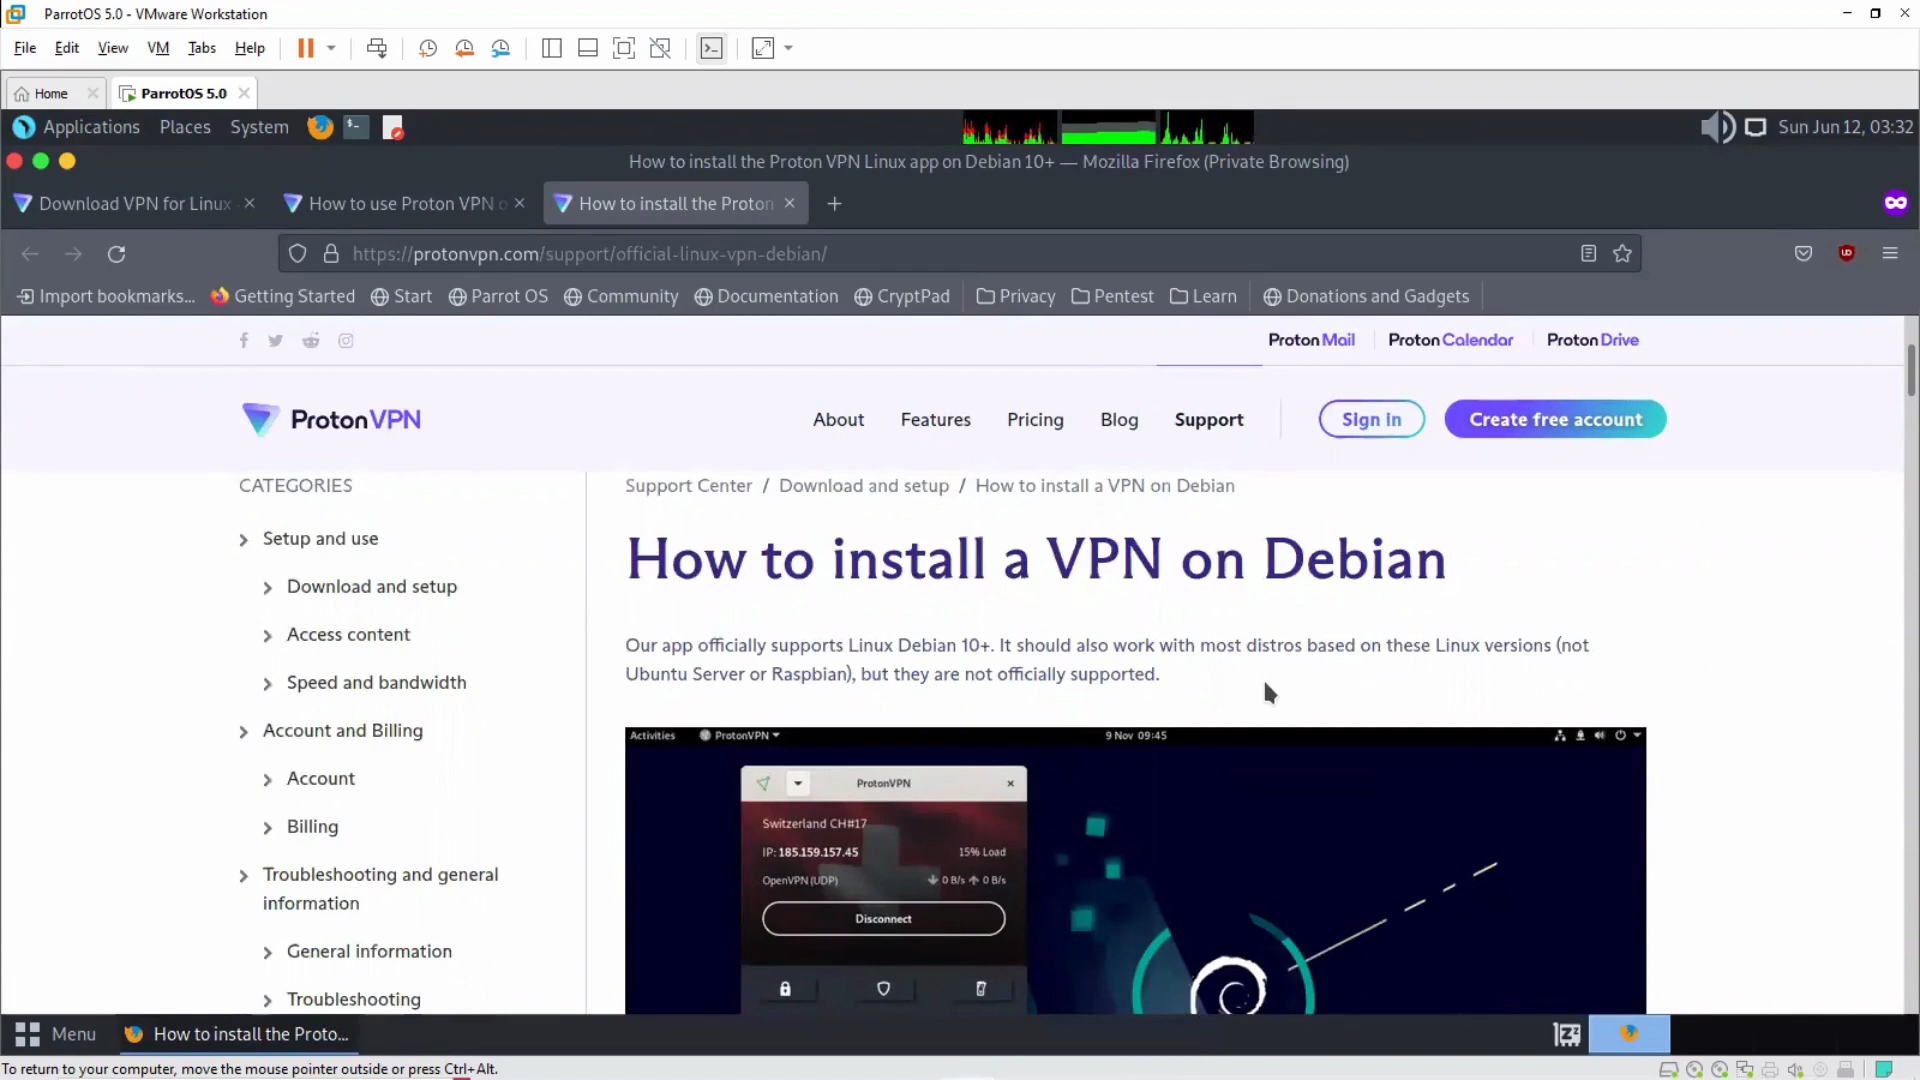 ParrotOS 5.0 - VMware Workstation
File Edit View VM Tabs Help
Home ParrotOS 5.0
Applications Places System Sun Jun 12, 03:32
How to install the Proton VPN Linux app on Debian 10+ — Mozilla Firefox (Private Browsing)
Download VPN for Linux How to use Proton VPN o How to install the Proton
https://protonvpn.com/support/official-linux-vpn-debian/
Import bookmarks... Getting Started Start Parrot OS Community Documentation CryptPad Privacy Pentest Learn Donations and Gadgets
Proton Mail Proton Calendar Proton Drive
ProtonVPN About Features Pricing Blog Support Sign in Create free account
CATEGORIES
Setup and use
Download and setup
Access content
Speed and bandwidth
Account and Billing
Account
Billing
Troubleshooting and general
information
General information
Troubleshooting
Support Center / Download and setup / How to install a VPN on Debian
How to install a VPN on Debian
Our app officially supports Linux Debian 10+. It should also work with most distros based on these Linux versions (not
Ubuntu Server or Raspbian), but they are not officially supported.
Activities ProtonVPN 9 Nov 09:45
ProtonVPN
Switzerland CH#17
IP: 185.159.157.45 15% Load
OpenVPN (UDP) 0 B/s 0 B/s
Disconnect
Menu How to install the Proto...
To return to your computer, move the mouse pointer outside or press Ctrl+Alt.